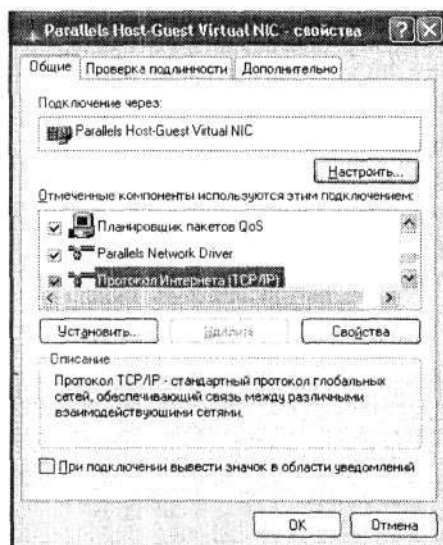 Parallels Host-Guest Virtual NIC - свойства
Общие Проверка подлинности Дополнительно
Подключение через:
Parallels Host-Guest Virtual NIC
Настроить...
Отмеченные компоненты используются этим подключением:
Планировщик пакетов QoS
Parallels Network Driver
Протокол Интернета (TCP/IP)
Установить... Удалить Свойства
Описание
Протокол TCP/IP - стандартный протокол глобальных
сетей, обеспечивающий связь между различными
взаимодействующими сетями.
При подключении вывести значок в области уведомлений
OK Отмена